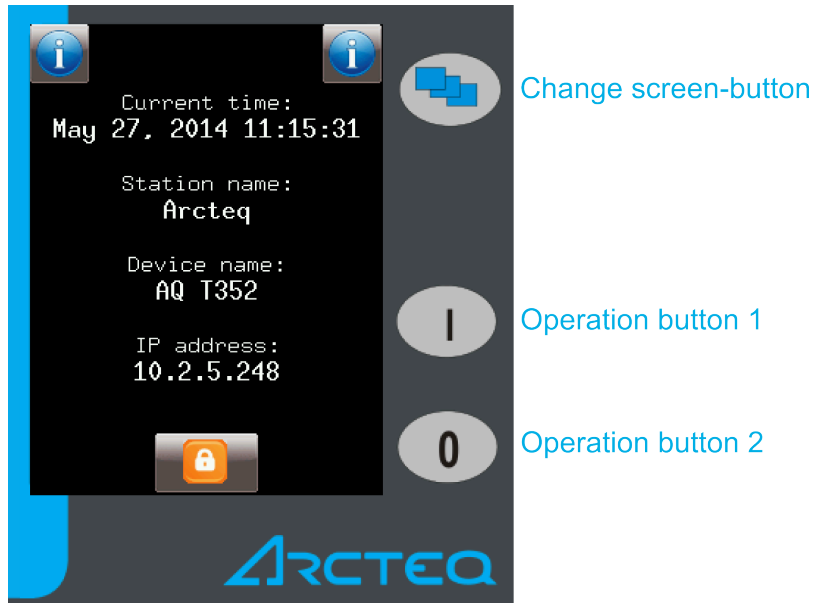 i
i
Current time:
May 27, 2014 11:15:31
Change screen-button
Station name:
Arcteq
Device name:
AQ T352
IP address:
10.2.5.248
I
Operation button 1
0
Operation button 2
ARCTEQ